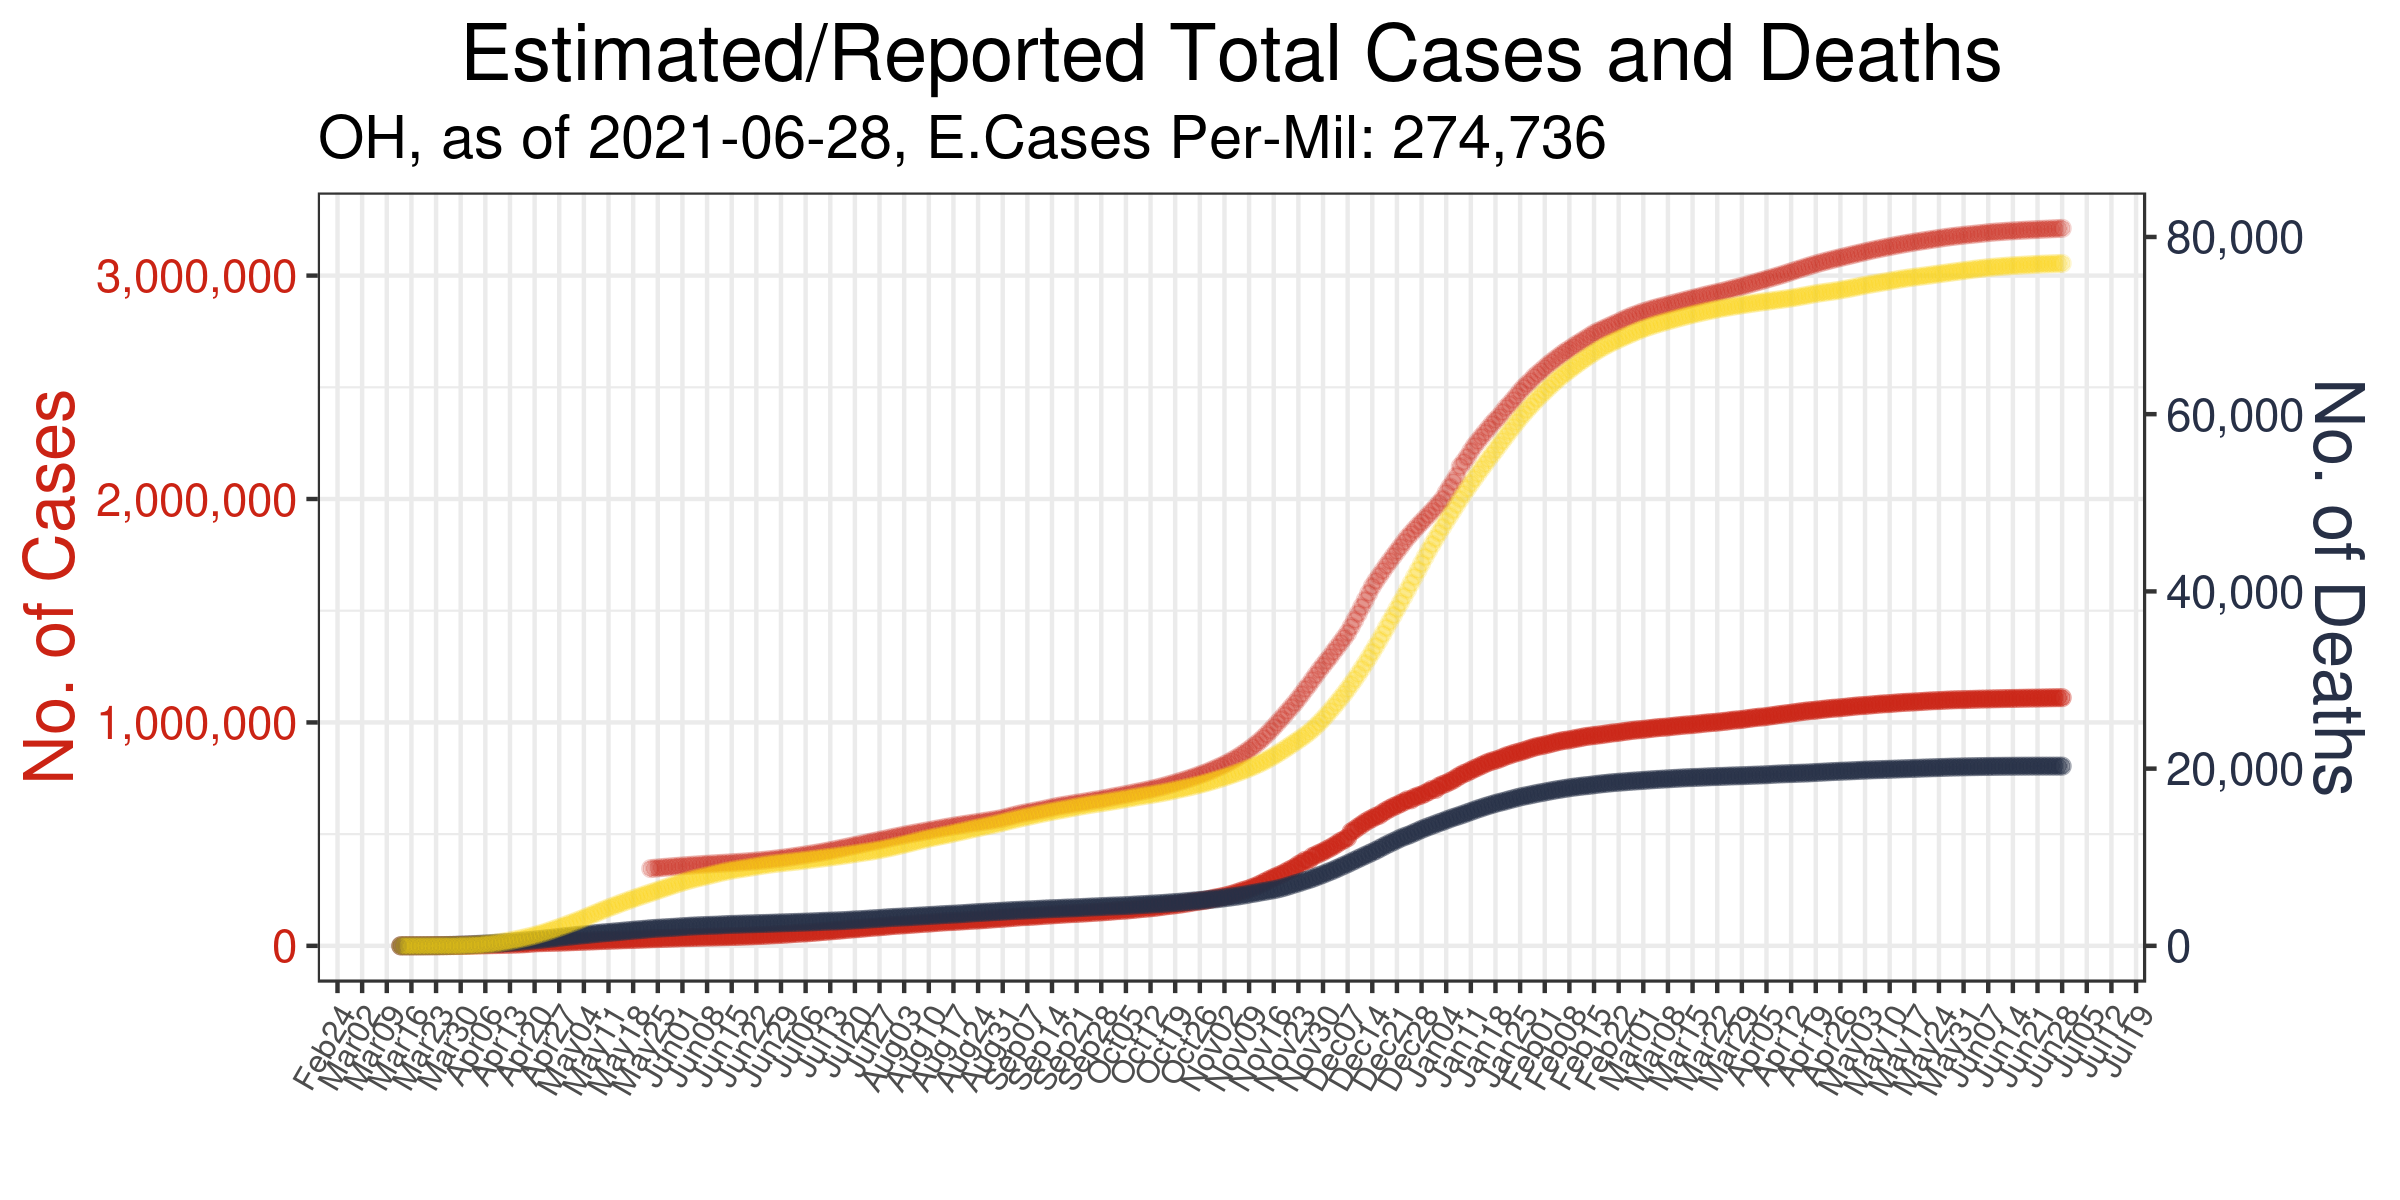 Estimated/Reported Total Cases and Deaths
OH, as of 2021-06-28, E.Cases Per-Mil: 274,736
No. of Cases
3,000,000
2,000,000
1,000,000
0
80,000
60,000
40,000
20,000
0
No. of Deaths
Feb24
Mar02
Mar09
Mar16
Mar23
Mar30
Apr06
Apr13
Apr20
Apr27
May04
May11
May18
May25
Jun01
Jun08
Jun15
Jun22
Jun29
Jul06
Jul13
Jul20
Jul27
Aug03
Aug10
Aug17
Aug24
Aug31
Sep07
Sep14
Sep21
Sep28
Oct05
Oct12
Oct19
Oct26
Nov02
Nov09
Nov16
Nov23
Nov30
Dec07
Dec14
Dec21
Dec28
Jan04
Jan11
Jan18
Jan25
Feb01
Feb08
Feb15
Feb22
Mar01
Mar08
Mar15
Mar22
Mar29
Apr05
Apr12
Apr19
Apr26
May03
May10
May17
May24
May31
Jun07
Jun14
Jun21
Jun28
Jul05
Jul12
Jul19